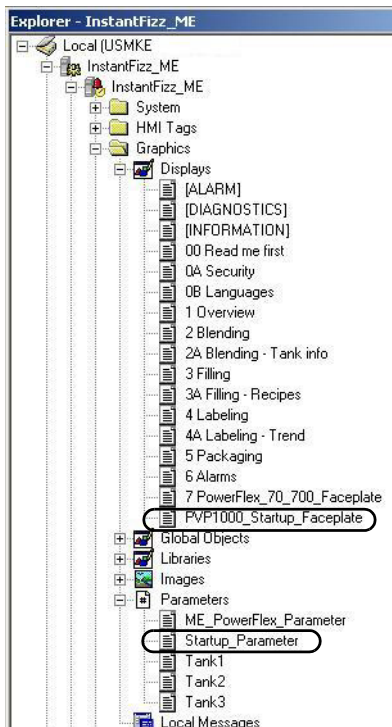 Explorer - InstantFizz_ME
Local (USMKE
InstantFizz_ME
InstantFizz_ME
System
HMI Tags
Graphics
Displays
[ALARM]
[DIAGNOSTICS]
[INFORMATION]
00 Read me first
0A Security
0B Languages
1 Overview
2 Blending
2A Blending - Tank info
3 Filling
3A Filling - Recipes
4 Labeling
4A Labeling - Trend
5 Packaging
6 Alarms
7 PowerFlex_70_700_Faceplate
PVP1000_Startup_Faceplate
Global Objects
Libraries
Images
Parameters
ME_PowerFlex_Parameter
Startup_Parameter
Tank1
Tank2
Tank3
Local Messages